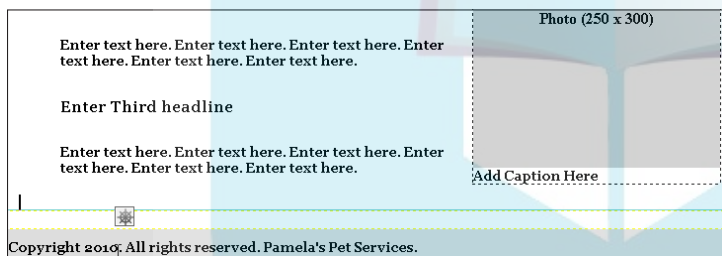 Photo (250 x 300)
Enter text here. Enter text here. Enter text here. Enter
text here. Enter text here. Enter text here.
Enter Third headline
Enter text here. Enter text here. Enter text here. Enter
text here. Enter text here. Enter text here.
Add Caption Here
Copyright 2010. All rights reserved. Pamela's Pet Services.